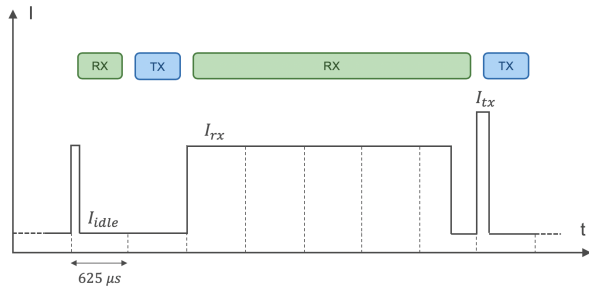 I
RX TX RX TX
I_tx
I_rx
I_idle
t
625 μs